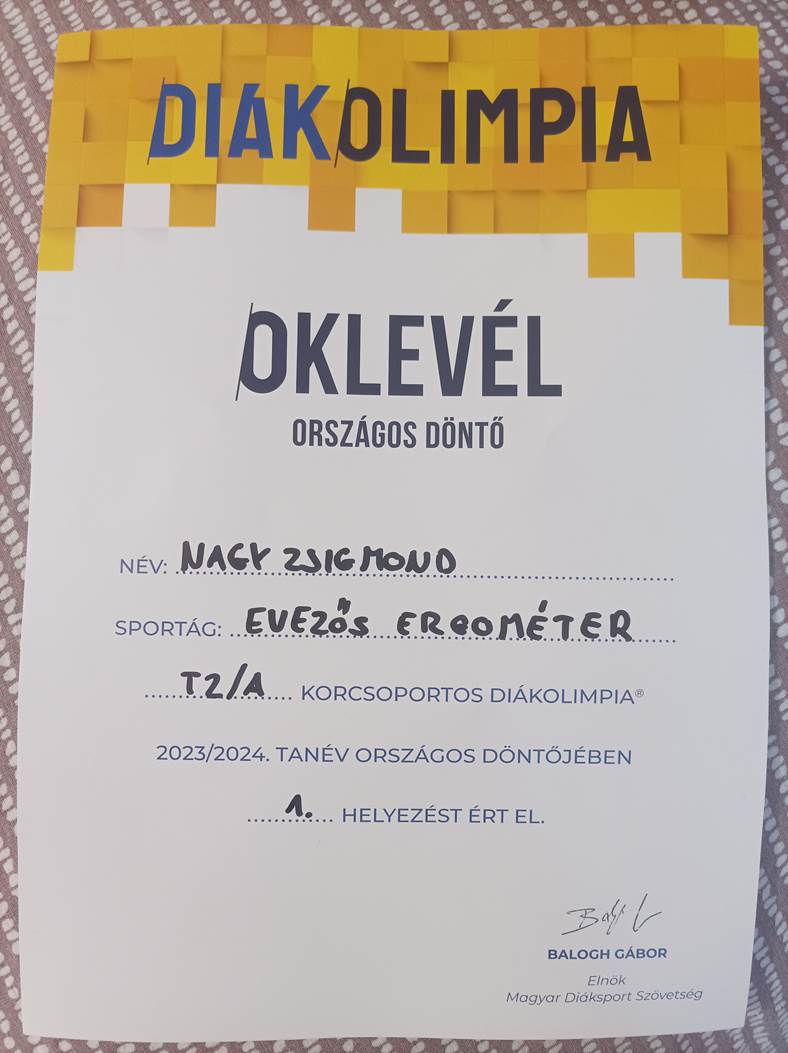 DIÁKOLIMPIA
OKLEVÉL
ORSZÁGOS DÖNTŐ
NÉV: NAGY ZSIGMOND
SPORTÁG: EVEZŐS ERGOMÉTER
T2/A KORCSOPORTOS DIÁKOLIMPIA®
2023/2024. TANÉV ORSZÁGOS DÖNTŐJÉBEN
1. HELYEZÉST ÉRT EL.
BALOGH GÁBOR
Elnök
Magyar Diáksport Szövetség